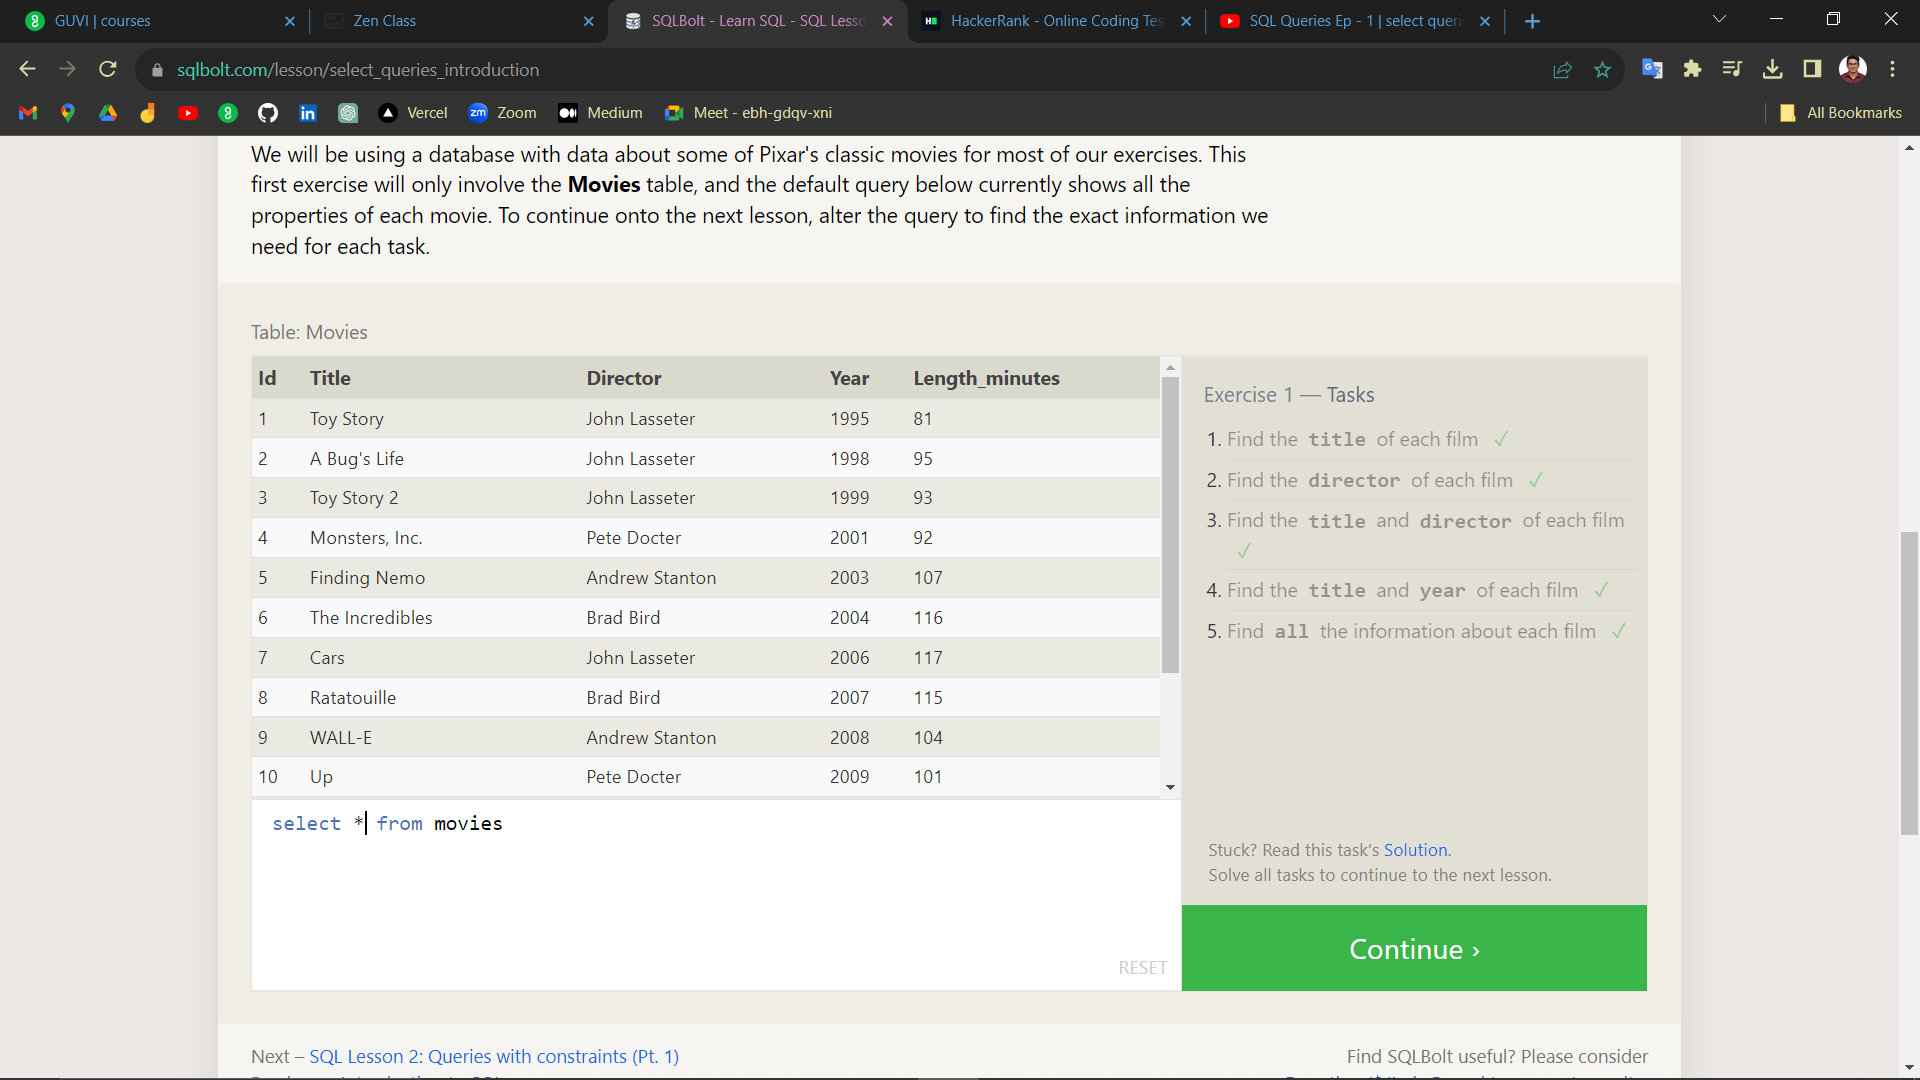 GUVI | courses
Zen Class
SQLBolt - Learn SQL - SQL Lesso
HackerRank - Online Coding Tes
SQL Queries Ep - 1 | select queri
sqlbolt.com/lesson/select_queries_introduction
Vercel
zm Zoom
Medium
Meet - ebh-gdqv-xni
All Bookmarks
We will be using a database with data about some of Pixar's classic movies for most of our exercises. This
first exercise will only involve the Movies table, and the default query below currently shows all the
properties of each movie. To continue onto the next lesson, alter the query to find the exact information we
need for each task.
Table: Movies
Id Title Director Year Length_minutes
1 Toy Story John Lasseter 1995 81
2 A Bug's Life John Lasseter 1998 95
3 Toy Story 2 John Lasseter 1999 93
4 Monsters, Inc. Pete Docter 2001 92
5 Finding Nemo Andrew Stanton 2003 107
6 The Incredibles Brad Bird 2004 116
7 Cars John Lasseter 2006 117
8 Ratatouille Brad Bird 2007 115
9 WALL-E Andrew Stanton 2008 104
10 Up Pete Docter 2009 101
select * from movies
RESET
Exercise 1 — Tasks
1. Find the title of each film ✓
2. Find the director of each film ✓
3. Find the title and director of each film
✓
4. Find the title and year of each film ✓
5. Find all the information about each film ✓
Stuck? Read this task's Solution.
Solve all tasks to continue to the next lesson.
Continue ›
Next – SQL Lesson 2: Queries with constraints (Pt. 1)
Find SQLBolt useful? Please consider